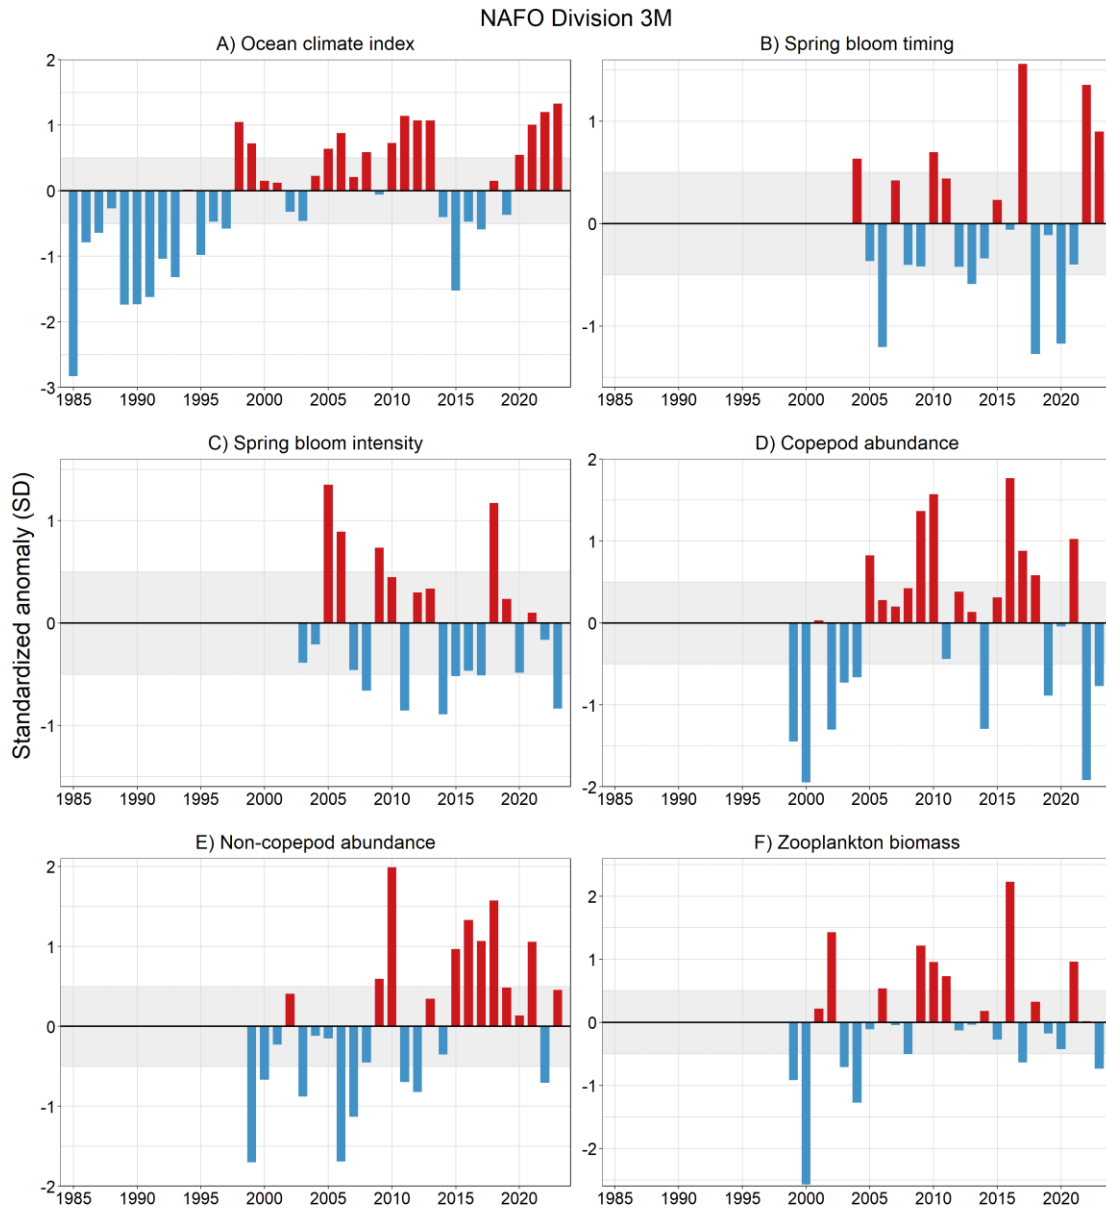 NAFO Division 3M
A) Ocean climate index
2
1
0
-1
-2
-3
1985 1990 1995 2000 2005 2010 2015 2020
B) Spring bloom timing
1
0
-1
1985 1990 1995 2000 2005 2010 2015 2020
Standardized anomaly (SD)
C) Spring bloom intensity
1
0
-1
1985 1990 1995 2000 2005 2010 2015 2020
D) Copepod abundance
2
1
0
-1
-2
1985 1990 1995 2000 2005 2010 2015 2020
E) Non-copepod abundance
2
1
0
-1
-2
1985 1990 1995 2000 2005 2010 2015 2020
F) Zooplankton biomass
2
1
0
-1
-2
1985 1990 1995 2000 2005 2010 2015 2020